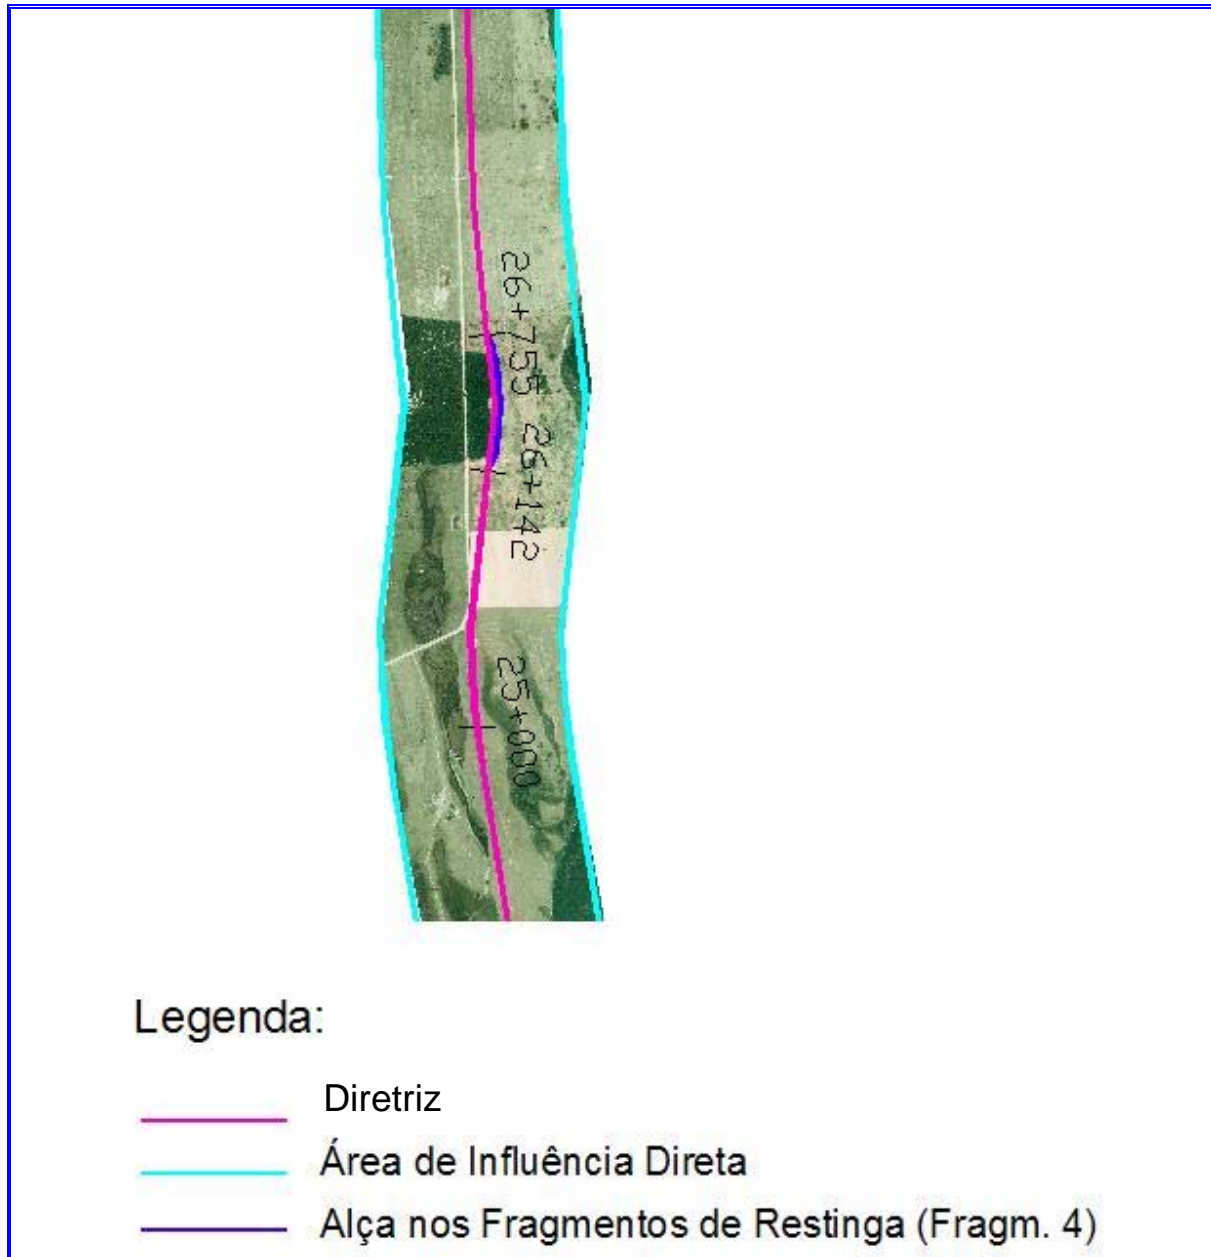 26+755
26+142
25+000
Legenda:
Diretriz
Área de Influência Direta
Alça nos Fragmentos de Restinga (Fragm. 4)